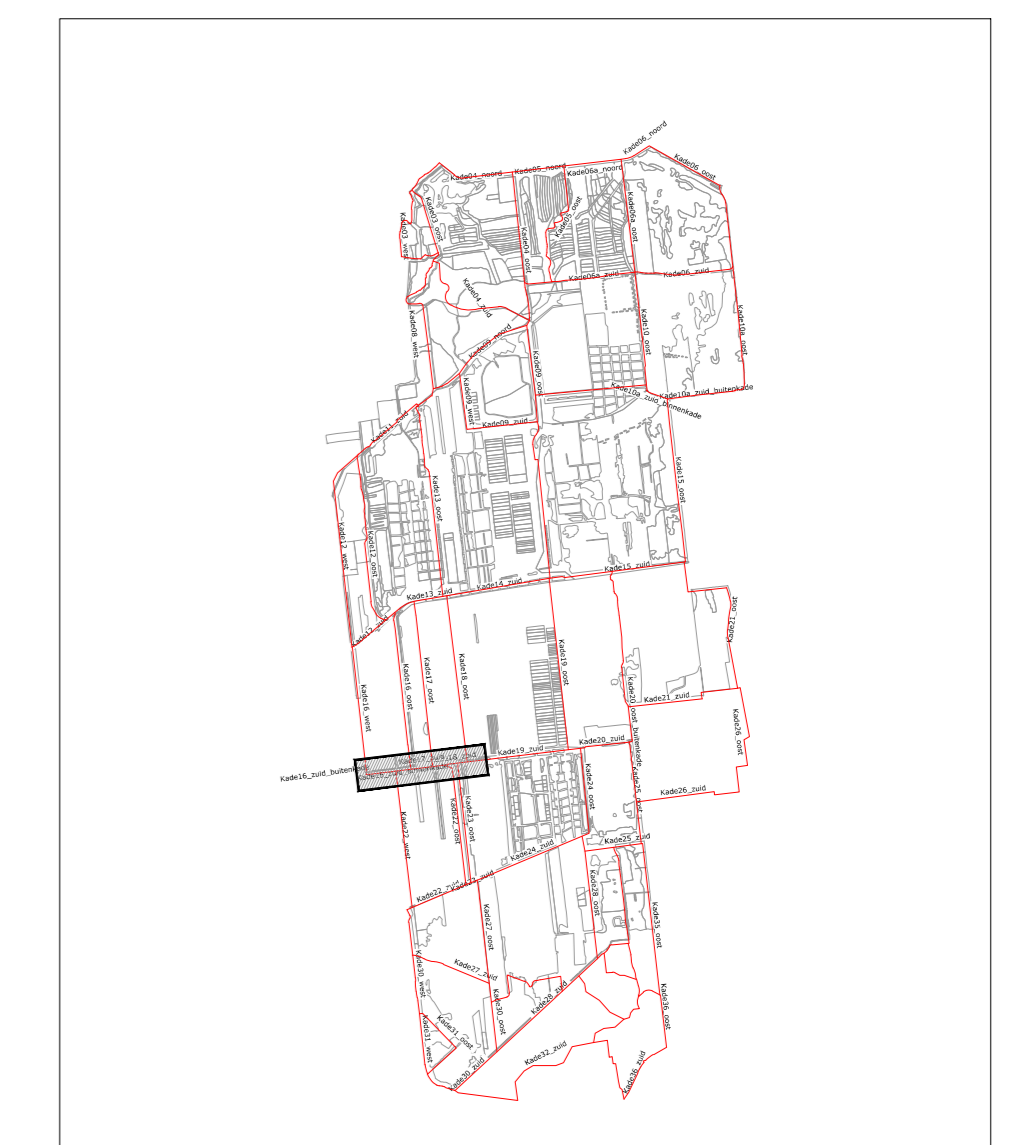 Kade06_noord
Kade06_oost
Kade04_noord
Kade05_noord
Kade06a_noord
Kade03_west
Kade03_oost
Kade05_oost
Kade06a_oost
Kade04_oost
Kade06a_zuid
Kade06_zuid
Kade04_zuid
Kade08_west
Kade09_noord
Kade10_oost
Kade10a_oost
Kade09_oost
Kade09_west
Kade10a_zuid_buitenkade
Kade10a_zuid_binnenkade
Kade09_zuid
Kade11_zuid
Kade13_oost
Kade15_oost
Kade12_west
Kade12_oost
Kade15_zuid
Kade14_zuid
Kade13_zuid
Kade12_zuid
Kade21_oost
Kade16_west
Kade16_oost
Kade17_oost
Kade18_oost
Kade19_oost
Kade21_zuid
Kade20_oost_buitenkade
Kade26_oost
Kade20_zuid
Kade19_zuid
Kade16_zuid_buitenkade
Kade24_oost
Kade25_oost
Kade26_zuid
Kade22_west
Kade22_oost
Kade23_oost
Kade24_zuid
Kade25_zuid
Kade22_zuid
Kade28_oost
Kade27_oost
Kade35_oost
Kade27_zuid
Kade30_west
Kade28_zuid
Kade30_oost
Kade36_oost
Kade31_west
Kade31_oost
Kade32_zuid
Kade30_zuid
Kade36_zuid